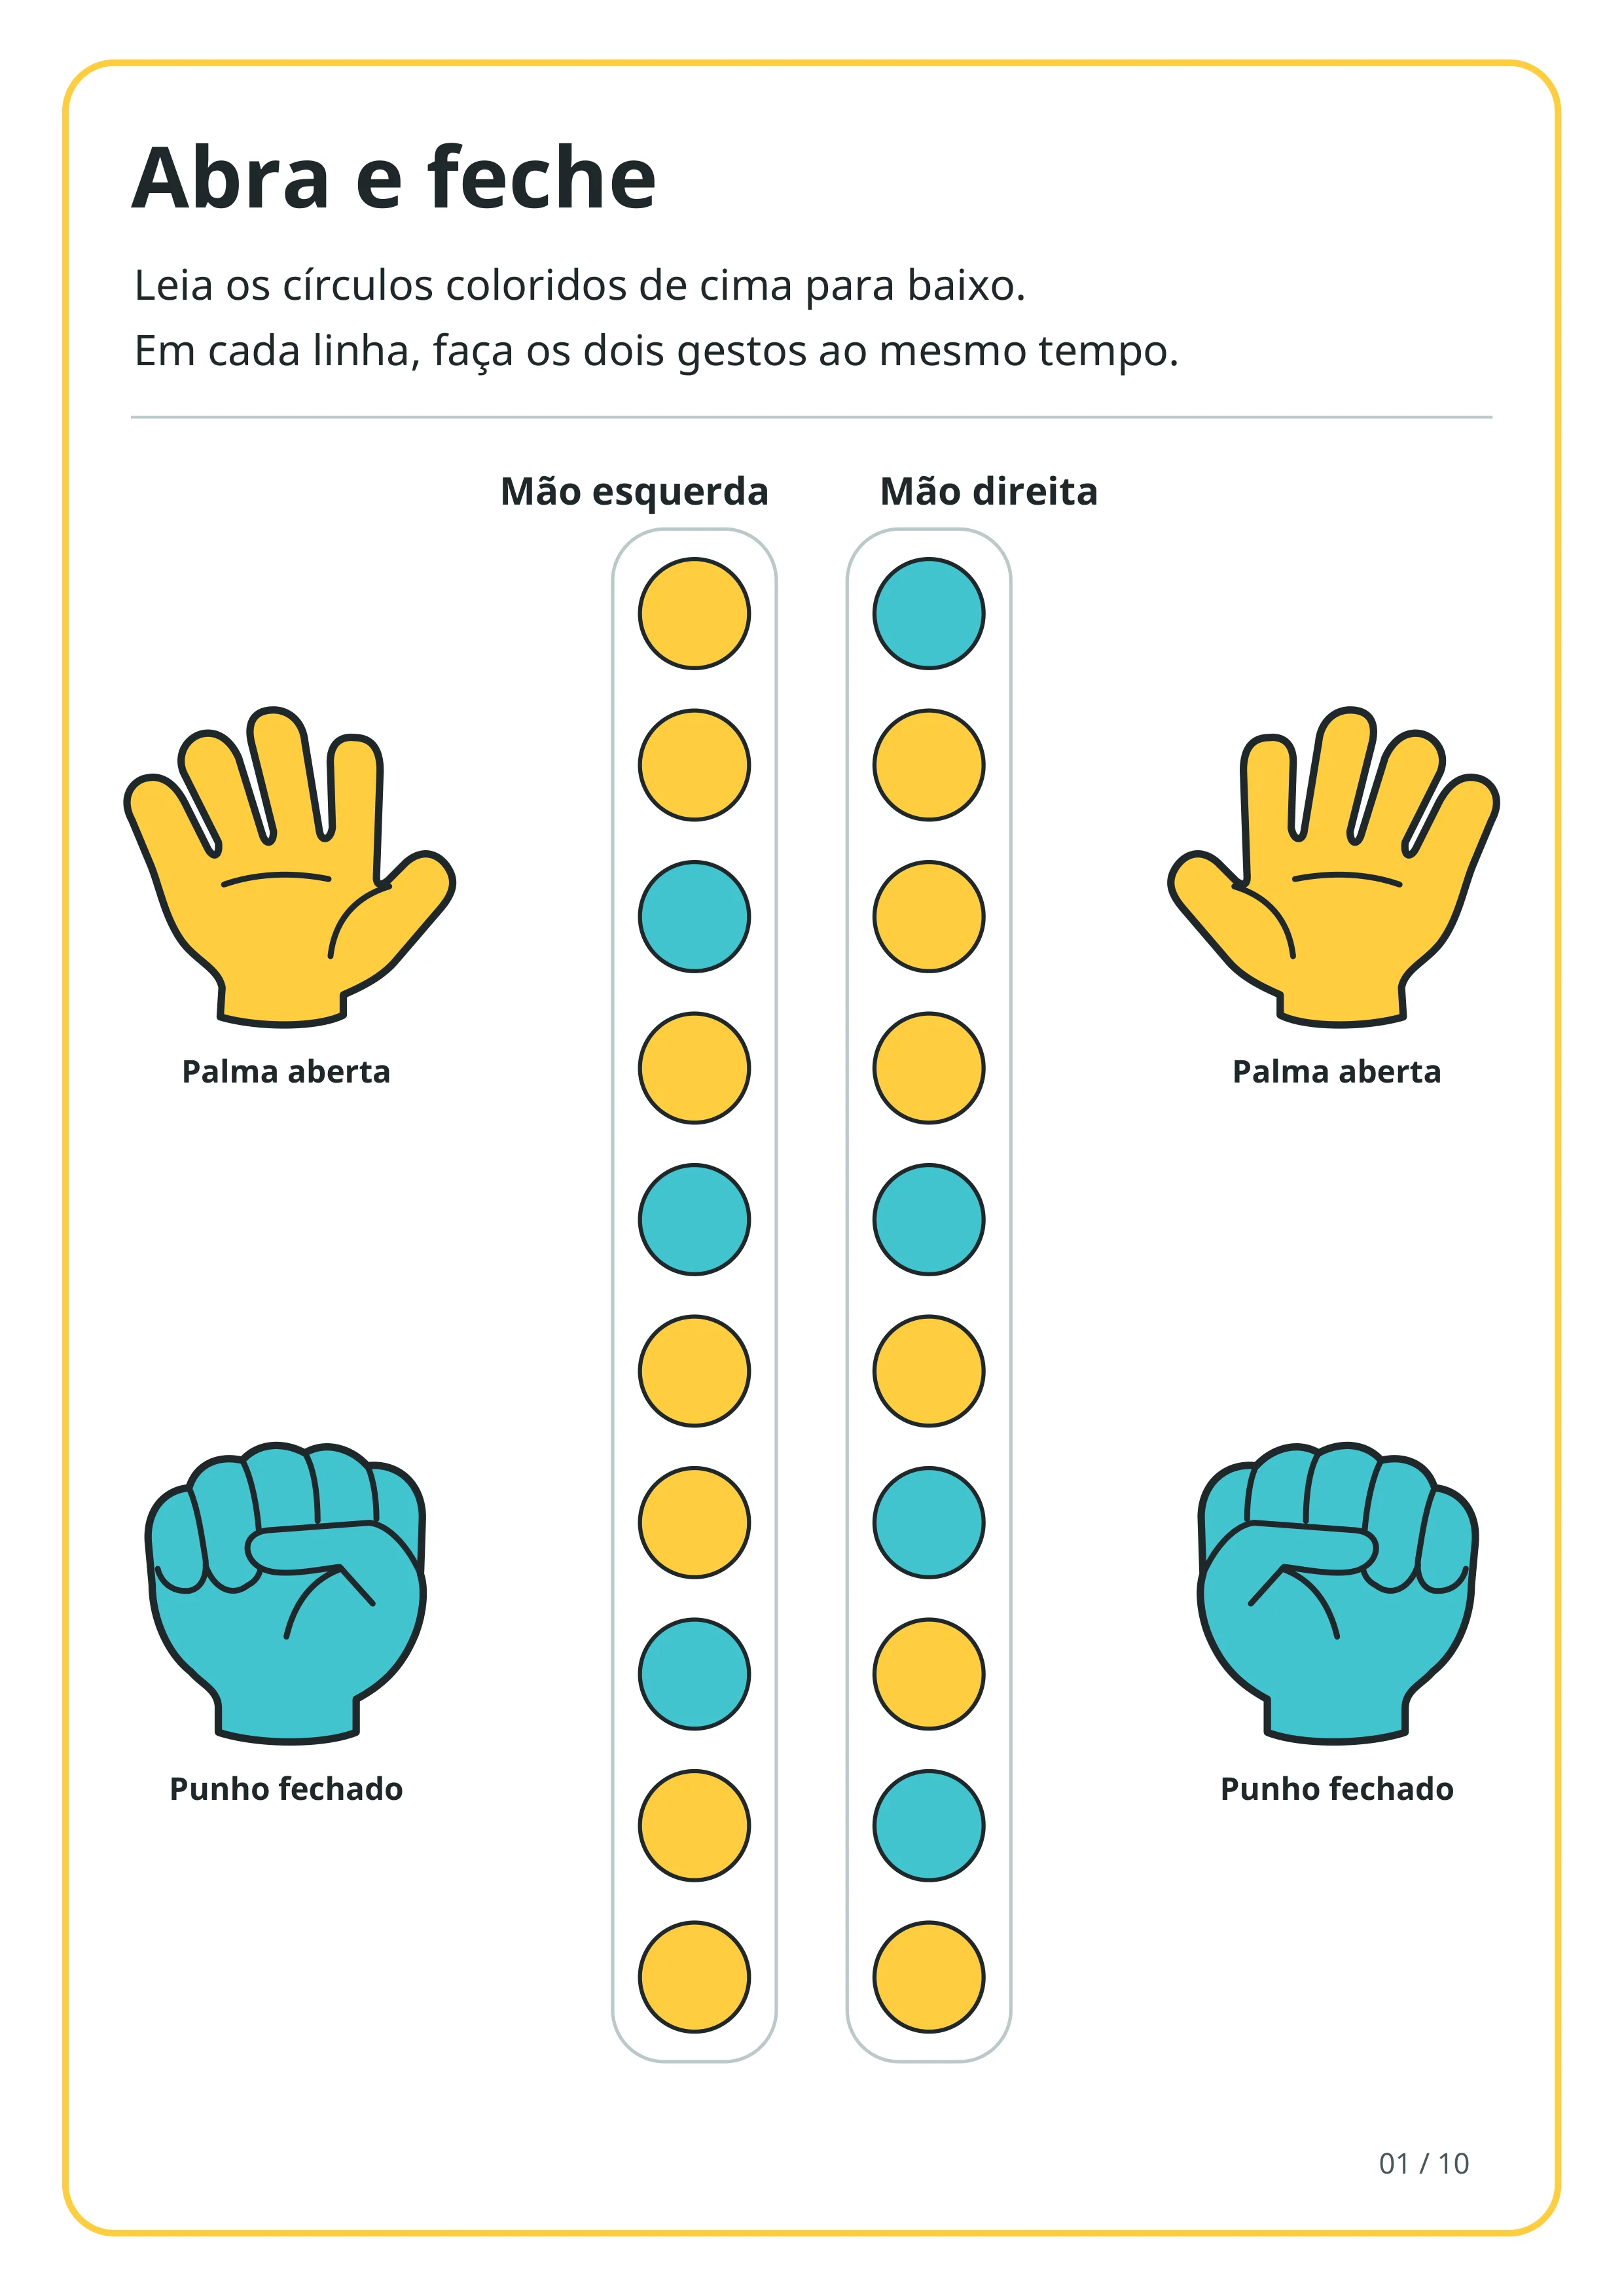 Abra e feche
Leia os círculos coloridos de cima para baixo.
Em cada linha, faça os dois gestos ao mesmo tempo.
Mão esquerda
Mão direita
Palma aberta
Palma aberta
Punho fechado
Punho fechado
01 / 10